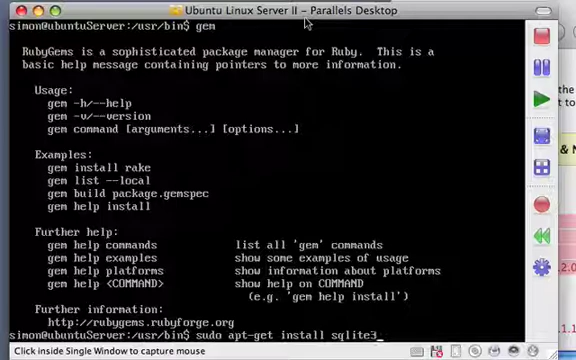 Ubuntu Linux Server II - Parallels Desktop
simon@ubuntuServer:/usr/bin$ gem
RubyGems is a sophisticated package manager for Ruby.  This is a
basic help message containing pointers to more information.
Usage:
gem -h/--help
gem -v/--version
gem command [arguments...] [options...]
Examples:
gem install rake
gem list --local
gem build package.gemspec
gem help install
Further help:
gem help commands list all 'gem' commands
gem help examples show some examples of usage
gem help platforms show information about platforms
gem help <COMMAND> show help on COMMAND
(e.g. 'gem help install')
Further information:
http://rubygems.rubyforge.org
simon@ubuntuServer:/usr/bin$ sudo apt-get install sqlite3_
Click inside Single Window to capture mouse
the
& N
12.0